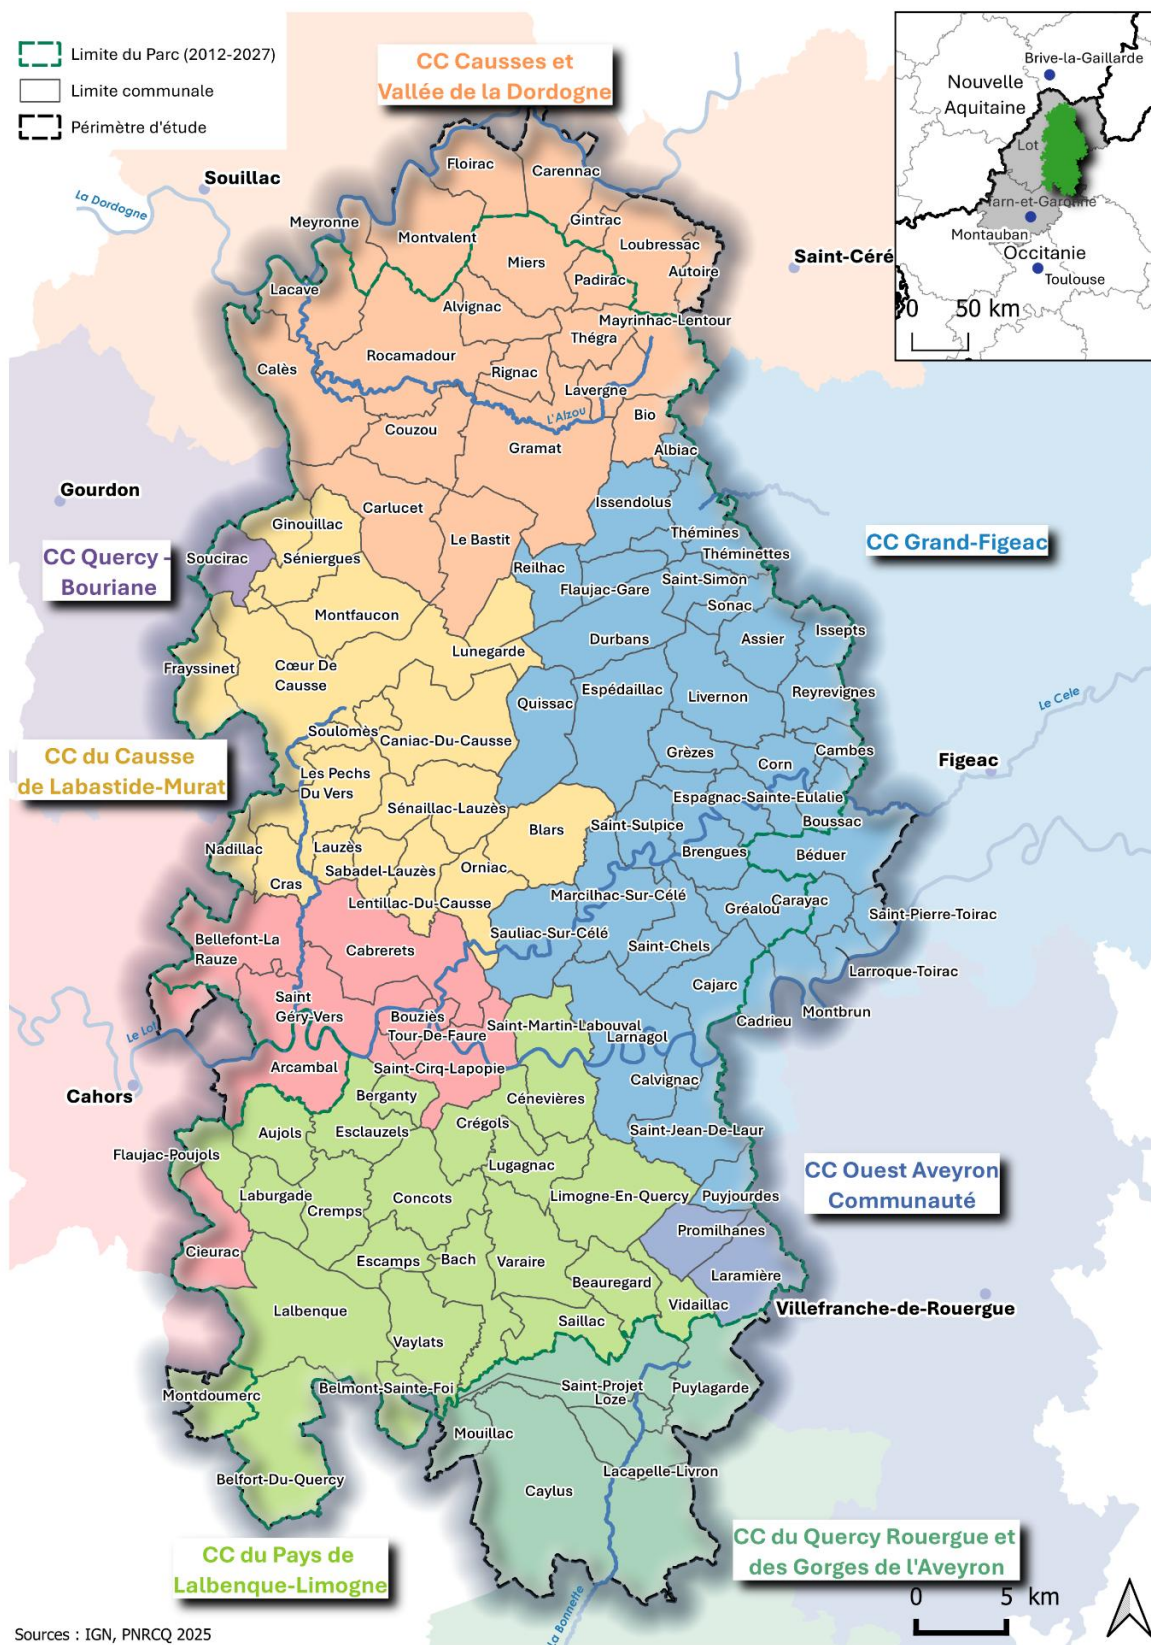 Limite du Parc (2012-2027)
Limite communale
Périmètre d'étude
CC Causses et
Vallée de la Dordogne
Brive-la-Gaillarde
Nouvelle
Aquitaine
Lot
Tarn-et-Garonne
Montauban
Occitanie
Toulouse
0 50 km
Souillac
La Dordogne
Floirac
Carennac
Meyronne
Montvalent
Gintrac
Loubressac
Miers
Padirac
Autoire
Saint-Céré
Lacave
Alvignac
Mayrinhac-Lentour
Thégra
Rocamadour
Calès
Rignac
Lavergne
L'Alzou
Bio
Couzou
Gramat
Albiac
Gourdon
Carlucet
Issendolus
Ginouillac
Le Bastit
Thémines
CC Quercy -
Bouriane
Soucirac
Séniergues
Reilhac
Théminettes
CC Grand-Figeac
Flaujac-Gare
Saint-Simon
Sonac
Montfaucon
Durbans
Assier
Issepts
Lunegarde
Frayssinet
Cœur De
Causse
Espédaillac
Livernon
Reyrevignes
Quissac
Le Cele
Soulomès
Caniac-Du-Causse
Grèzes
Cambes
Corn
Figeac
CC du Causse
de Labastide-Murat
Les Pechs
Du Vers
Espagnac-Sainte-Eulalie
Sénaillac-Lauzès
Boussac
Saint-Sulpice
Blars
Nadillac
Lauzès
Brengues
Béduer
Sabadel-Lauzès
Orniac
Cras
Marcilhac-Sur-Célé
Lentillac-Du-Causse
Gréalou
Carayac
Saint-Pierre-Toirac
Bellefont-La
Rauze
Cabrerets
Sauliac-Sur-Célé
Saint-Chels
Larroque-Toirac
Cajarc
Saint
Géry-Vers
Bouziès
Tour-De-Faure
Saint-Martin-Labouval
Larnagol
Cadrieu
Montbrun
Le Lot
Arcambal
Saint-Cirq-Lapopie
Calvignac
Cahors
Berganty
Cénevières
Aujols
Esclauzels
Crégols
Saint-Jean-De-Laur
Flaujac-Poujols
Lugagnac
CC Ouest Aveyron
Communauté
Laburgade
Cremps
Concots
Limogne-En-Quercy
Puyjourdes
Promilhanes
Cieurac
Escamps
Bach
Varaire
Beauregard
Laramière
Lalbenque
Vidaillac
Villefranche-de-Rouergue
Saillac
Vaylats
Montdoumerc
Belmont-Sainte-Foi
Saint-Projet
Loze
Puylagarde
Mouillac
Belfort-Du-Quercy
Caylus
Lacapelle-Livron
CC du Pays de
Lalbenque-Limogne
CC du Quercy Rouergue et
des Gorges de l'Aveyron
0 5 km
La Bonnette
Sources : IGN, PNRCQ 2025